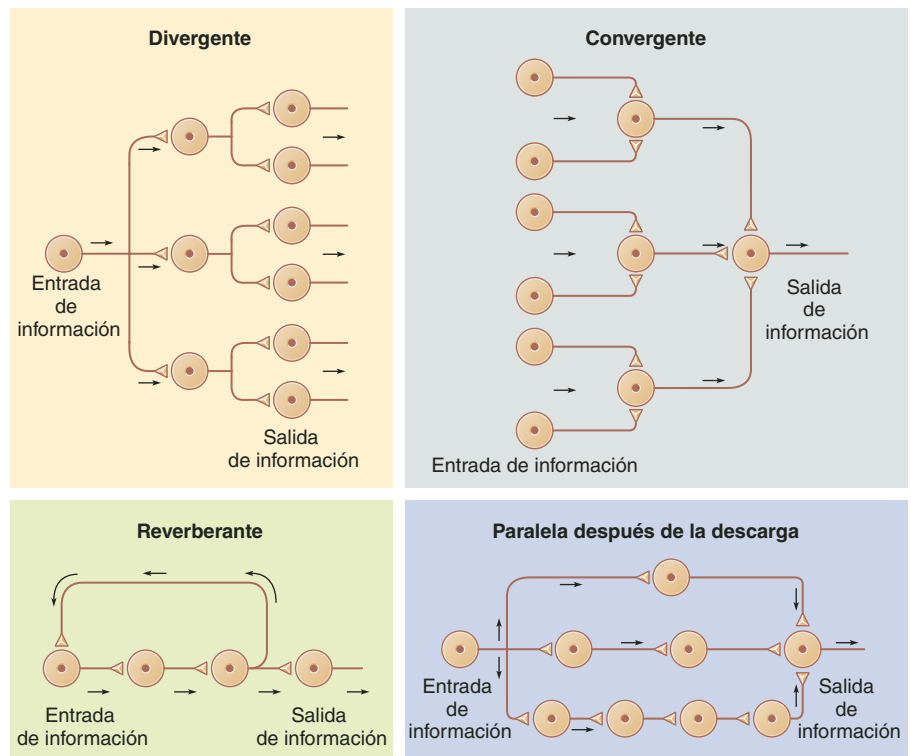 Divergente
Entrada
de
información
Salida
de información
Convergente
Salida
de
información
Entrada de información
Reverberante
Entrada
de información
Salida
de información
Paralela después de la descarga
Entrada
de
información
Salida
de
información